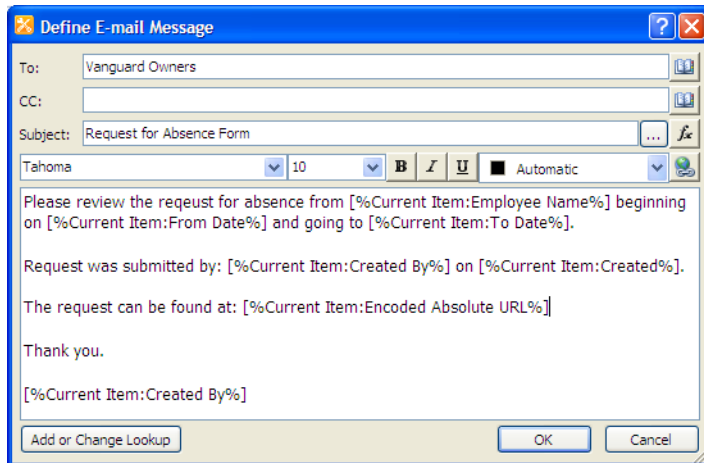 Define E-mail Message
To: Vanguard Owners
CC:
Subject: Request for Absence Form ... fx
Tahoma 10 B I U Automatic
Please review the reqeust for absence from [%Current Item:Employee Name%] beginning
on [%Current Item:From Date%] and going to [%Current Item:To Date%].
Request was submitted by: [%Current Item:Created By%] on [%Current Item:Created%].
The request can be found at: [%Current Item:Encoded Absolute URL%]
Thank you.
[%Current Item:Created By%]
Add or Change Lookup OK Cancel